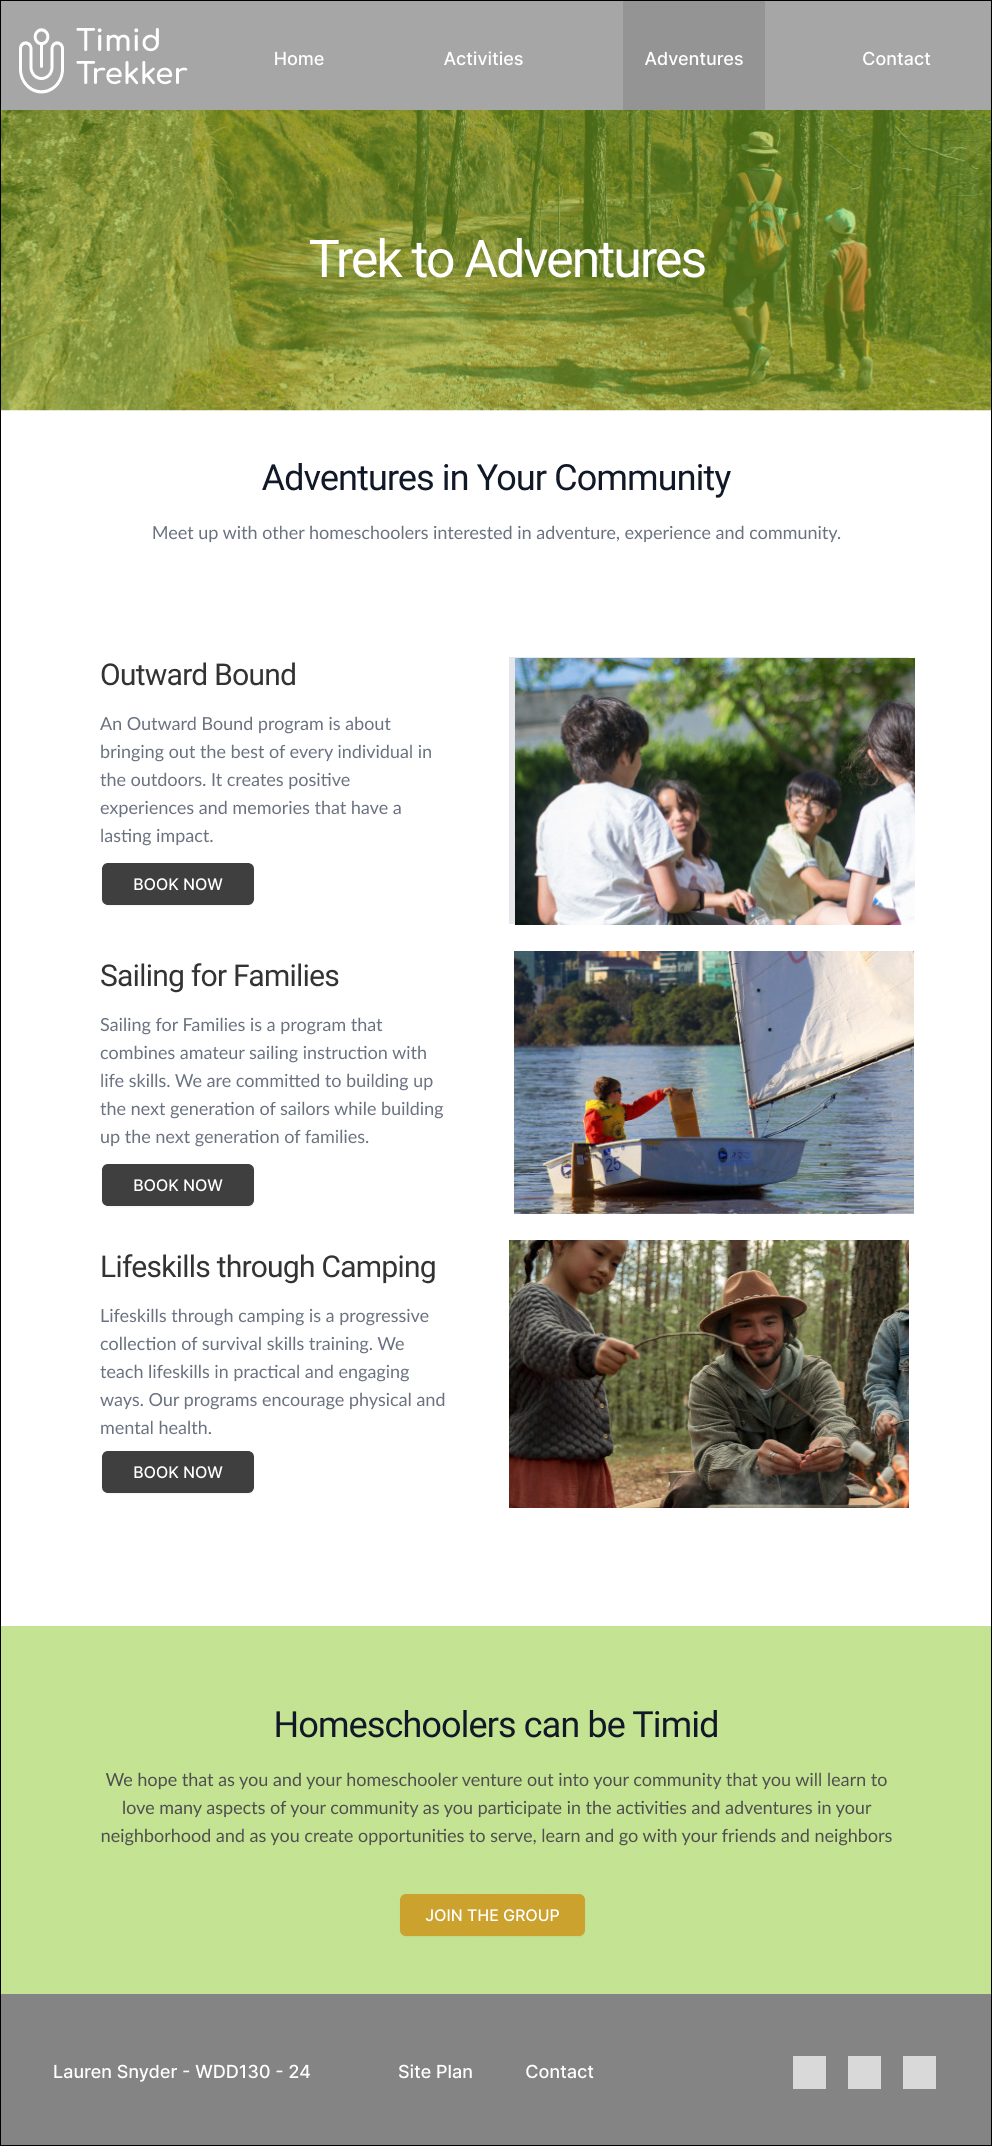 Timid
Trekker
Home
Activities
Adventures
Contact
Trek to Adventures
Adventures in Your Community
Meet up with other homeschoolers interested in adventure, experience and community.
Outward Bound
An Outward Bound program is about
bringing out the best of every individual in
the outdoors. It creates positive
experiences and memories that have a
lasting impact.
BOOK NOW
Sailing for Families
Sailing for Families is a program that
combines amateur sailing instruction with
life skills. We are committed to building up
the next generation of sailors while building
up the next generation of families.
BOOK NOW
25
Lifeskills through Camping
Lifeskills through camping is a progressive
collection of survival skills training. We
teach lifeskills in practical and engaging
ways. Our programs encourage physical and
mental health.
BOOK NOW
Homeschoolers can be Timid
We hope that as you and your homeschooler venture out into your community that you will learn to
love many aspects of your community as you participate in the activities and adventures in your
neighborhood and as you create opportunities to serve, learn and go with your friends and neighbors
JOIN THE GROUP
Lauren Snyder - WDD130 - 24
Site Plan
Contact